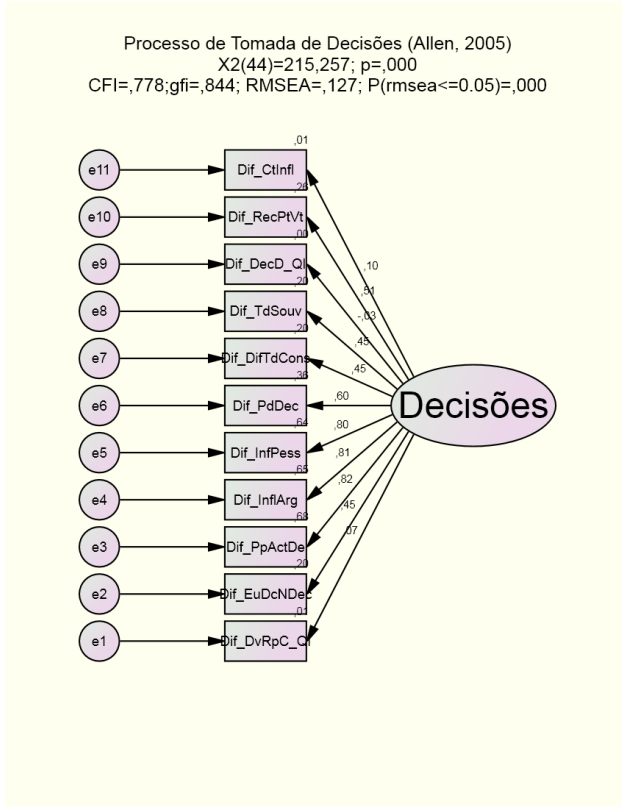 Processo de Tomada de Decisões (Allen, 2005)
X2(44)=215,257; p=,000
CFI=,778;gfi=,844; RMSEA=,127; P(rmsea<=0.05)=,000
,01
e11 Dif_CtInfl
,26
e10 Dif_RecPtVt
,00
e9 Dif_DecD_QI
,20
e8 Dif_TdSouv
,20
e7 Dif_DifTdCons
,36
e6 Dif_PdDec
,64
e5 Dif_InfPess
,65
e4 Dif_InflArg
,68
e3 Dif_PpActDe
,20
e2 Dif_EuDcNDec
,01
e1 Dif_DvRpC_QI
,10
,51
-,03
,45
,45
,60
,80
,81
,82
,45
,07
Decisões